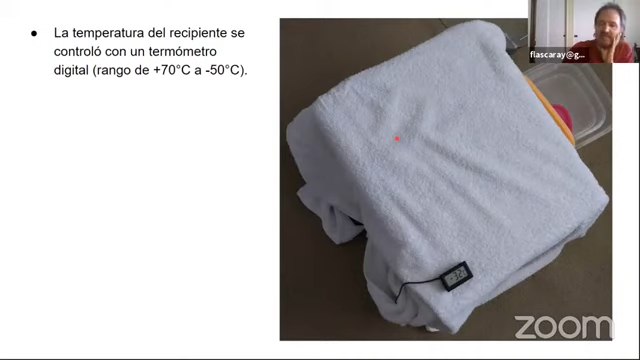 ● La temperatura del recipiente se
controló con un termómetro
digital (rango de +70°C a -50°C).
flascaray@g...
zoom